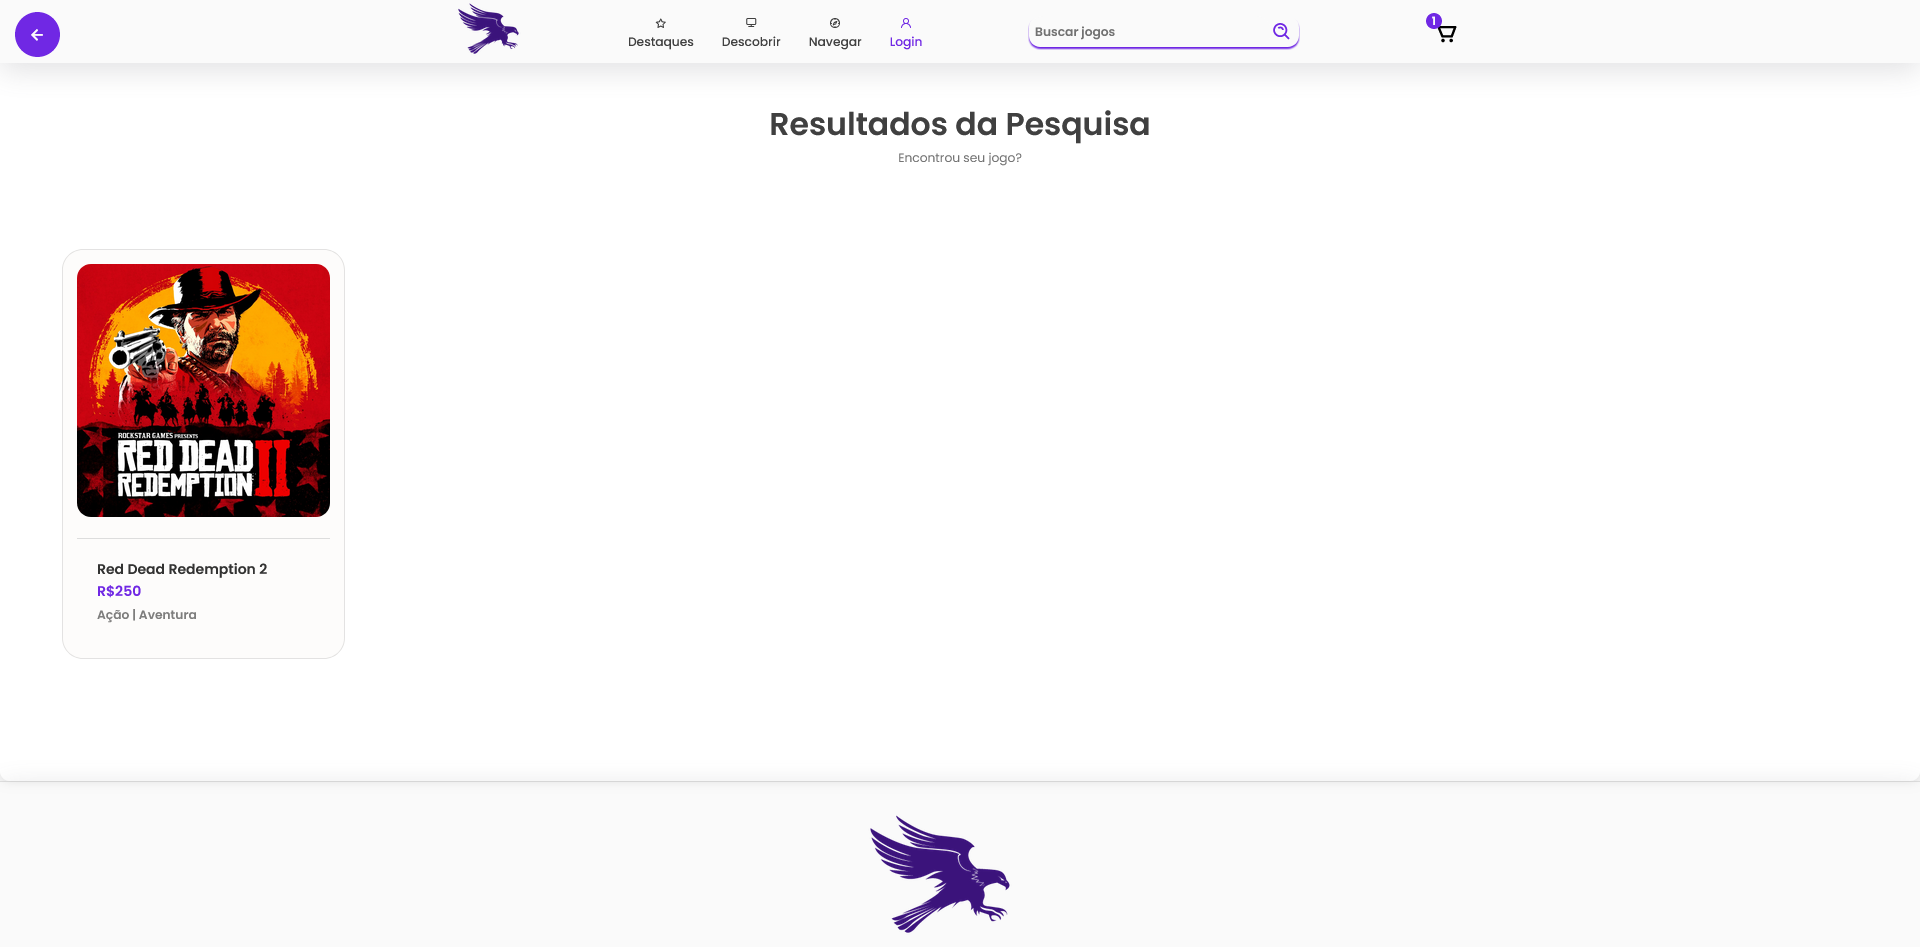 Destaques
Descobrir
Navegar
Login
Buscar jogos
1
Resultados da Pesquisa
Encontrou seu jogo?
ROCKSTAR GAMES PRESENTS
RED DEAD
REDEMPTION II
Red Dead Redemption 2
R$250
Ação | Aventura